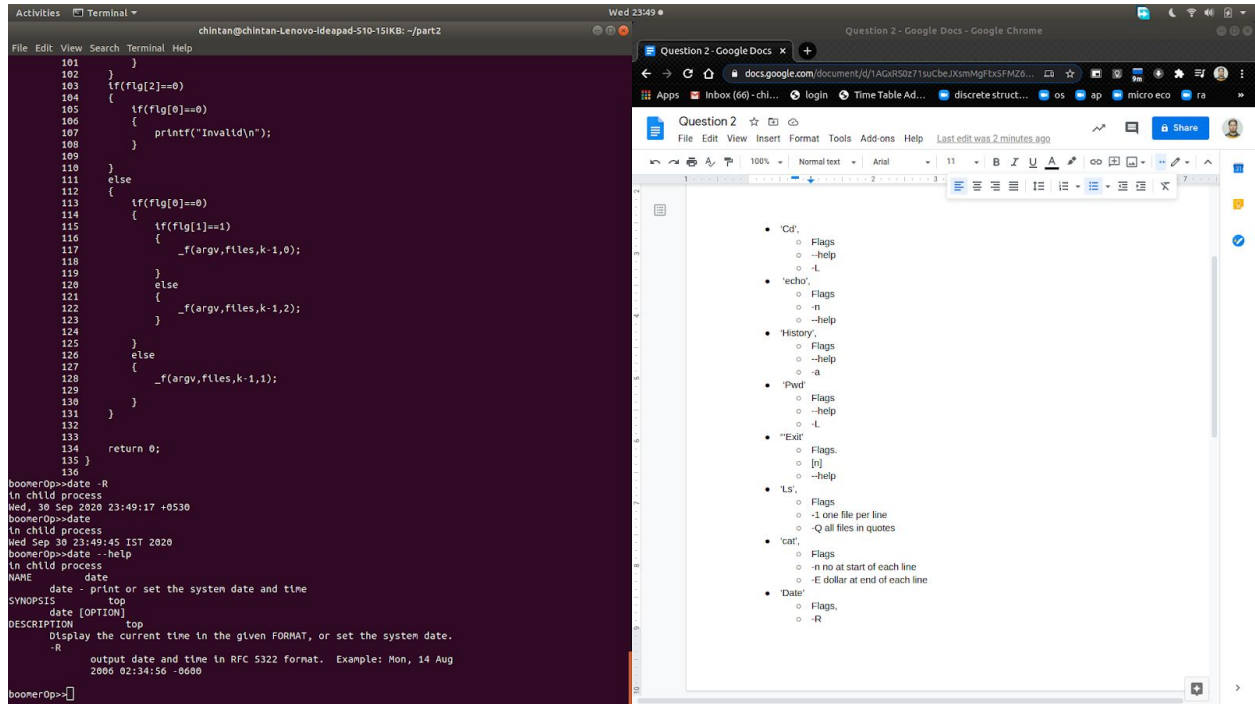 Activities Terminal Wed 23:49
chintan@chintan-Lenovo-ideapad-510-15IKB: ~/part2
File Edit View Search Terminal Help
101 }
102 }
103 if(flg[2]==0)
104 {
105 if(flg[0]==0)
106 {
107 printf("Invalid\n");
108 }
109
110 }
111 else
112 {
113 if(flg[0]==0)
114 {
115 if(flg[1]==1)
116 {
117 _f(argv,files,k-1,0);
118
119 }
120 else
121 {
122 _f(argv,files,k-1,2);
123 }
124
125 }
126 else
127 {
128 _f(argv,files,k-1,1);
129
130 }
131 }
132
133
134 return 0;
135 }
136
boomerOp>>date -R
in child process
Wed, 30 Sep 2020 23:49:17 +0530
boomerOp>>date
in child process
Wed Sep 30 23:49:45 IST 2020
boomerOp>>date --help
in child process
NAME date
date - print or set the system date and time
SYNOPSIS top
date [OPTION]
DESCRIPTION top
Display the current time in the given FORMAT, or set the system date.
-R
output date and time in RFC 5322 format. Example: Mon, 14 Aug
2006 02:34:56 -0600
boomerOp>>
Question 2 - Google Docs - Google Chrome
Question 2 - Google Docs
docs.google.com/document/d/1AGxRS0z71suCbeJXsmMgFtx5FMZ6...
9m
Apps Inbox (66) - chi... login Time Table Ad... discrete struct... os ap micro eco ra »
Question 2
File Edit View Insert Format Tools Add-ons Help Last edit was 2 minutes ago
Share
100% Normal text Arial 11 B I U A
1 2 3 7
• 'Cd',
○ Flags
○ --help
○ -L
• 'echo',
○ Flags
○ -n
○ --help
• 'History',
○ Flags
○ --help
○ -a
• 'Pwd'
○ Flags
○ --help
○ -L
• "Exit'
○ Flags.
○ [n]
○ --help
• 'Ls',
○ Flags
○ -1 one file per line
○ -Q all files in quotes
• 'cat',
○ Flags
○ -n no at start of each line
○ -E dollar at end of each line
• 'Date'
○ Flags,
○ -R